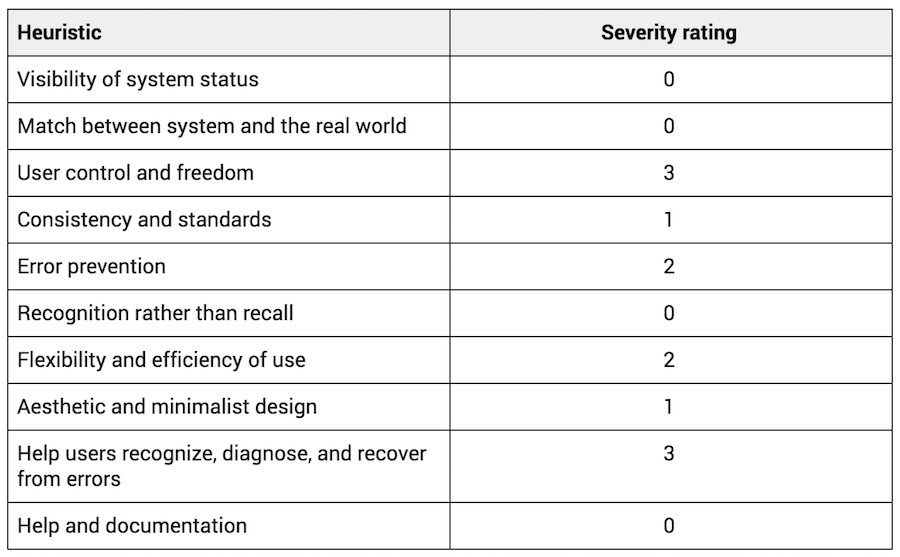 Heuristic Severity rating
Visibility of system status 0
Match between system and the real world 0
User control and freedom 3
Consistency and standards 1
Error prevention 2
Recognition rather than recall 0
Flexibility and efficiency of use 2
Aesthetic and minimalist design 1
Help users recognize, diagnose, and recover 3
from errors
Help and documentation 0